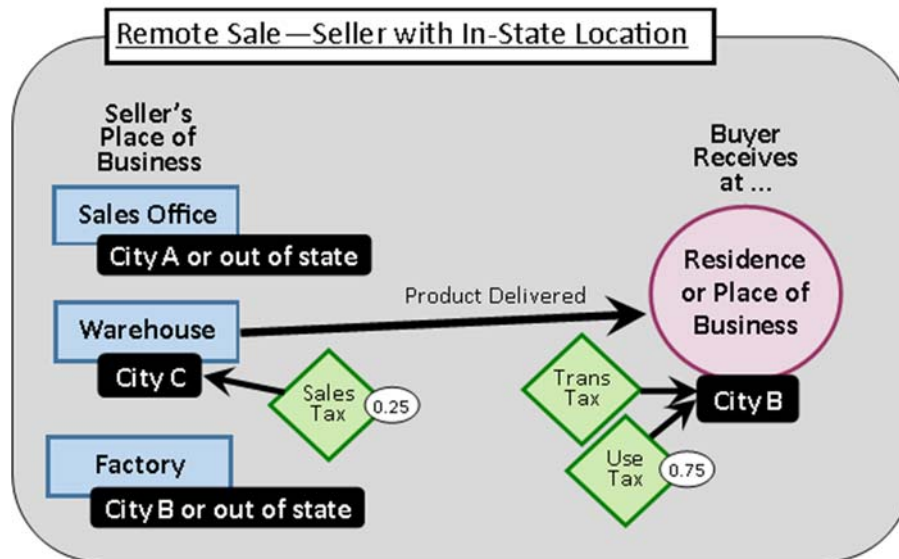 Remote Sale—Seller with In-State Location
Seller's
Place of
Business
Sales Office
City A or out of state
Warehouse
City C
Factory
City B or out of state
Product Delivered
Sales
Tax
0.25
Buyer
Receives
at ...
Residence
or Place of
Business
City B
Trans
Tax
Use
Tax
0.75